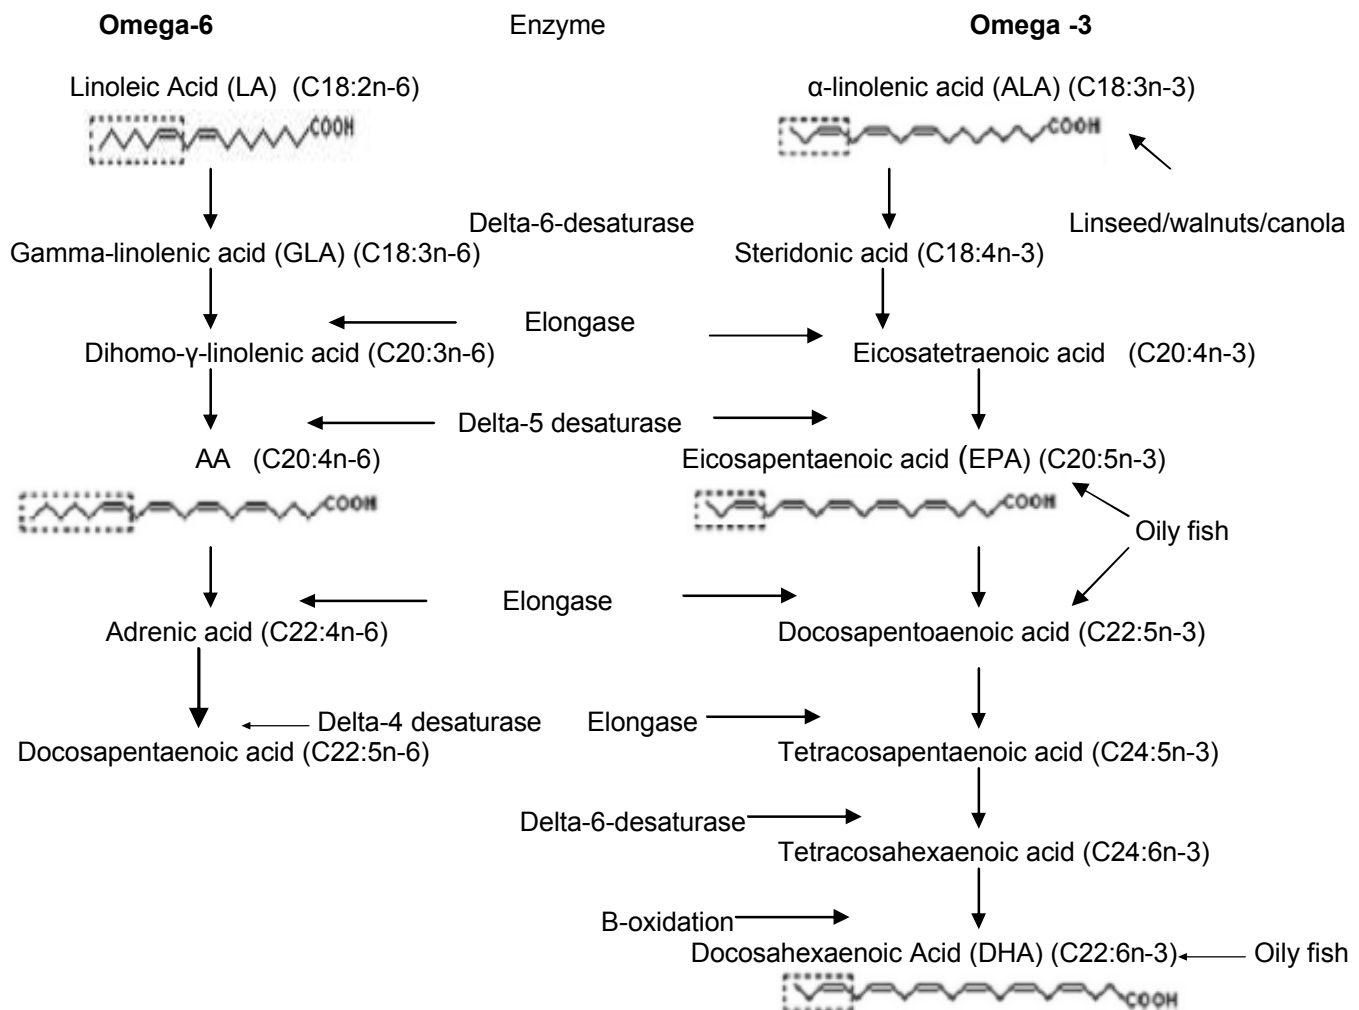 Omega-6 Enzyme Omega -3
Linoleic Acid (LA) (C18:2n-6) α-linolenic acid (ALA) (C18:3n-3)
COOH COOH
Delta-6-desaturase Linseed/walnuts/canola
Gamma-linolenic acid (GLA) (C18:3n-6) Steridonic acid (C18:4n-3)
Elongase
Dihomo-γ-linolenic acid (C20:3n-6) Eicosatetraenoic acid (C20:4n-3)
Delta-5 desaturase
AA (C20:4n-6) Eicosapentaenoic acid (EPA) (C20:5n-3)
COOH COOH
Oily fish
Elongase
Adrenic acid (C22:4n-6) Docosapentoaenoic acid (C22:5n-3)
Delta-4 desaturase Elongase
Docosapentaenoic acid (C22:5n-6) Tetracosapentaenoic acid (C24:5n-3)
Delta-6-desaturase
Tetracosahexaenoic acid (C24:6n-3)
B-oxidation
Docosahexaenoic Acid (DHA) (C22:6n-3) Oily fish
COOH